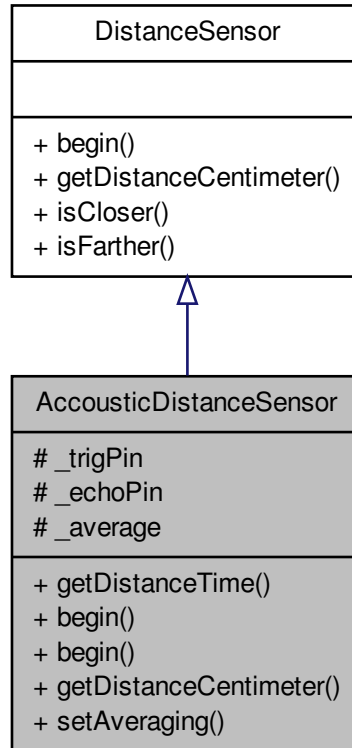 DistanceSensor
+ begin()
+ getDistanceCentimeter()
+ isCloser()
+ isFarther()
AccousticDistanceSensor
# _trigPin
# _echoPin
# _average
+ getDistanceTime()
+ begin()
+ begin()
+ getDistanceCentimeter()
+ setAveraging()